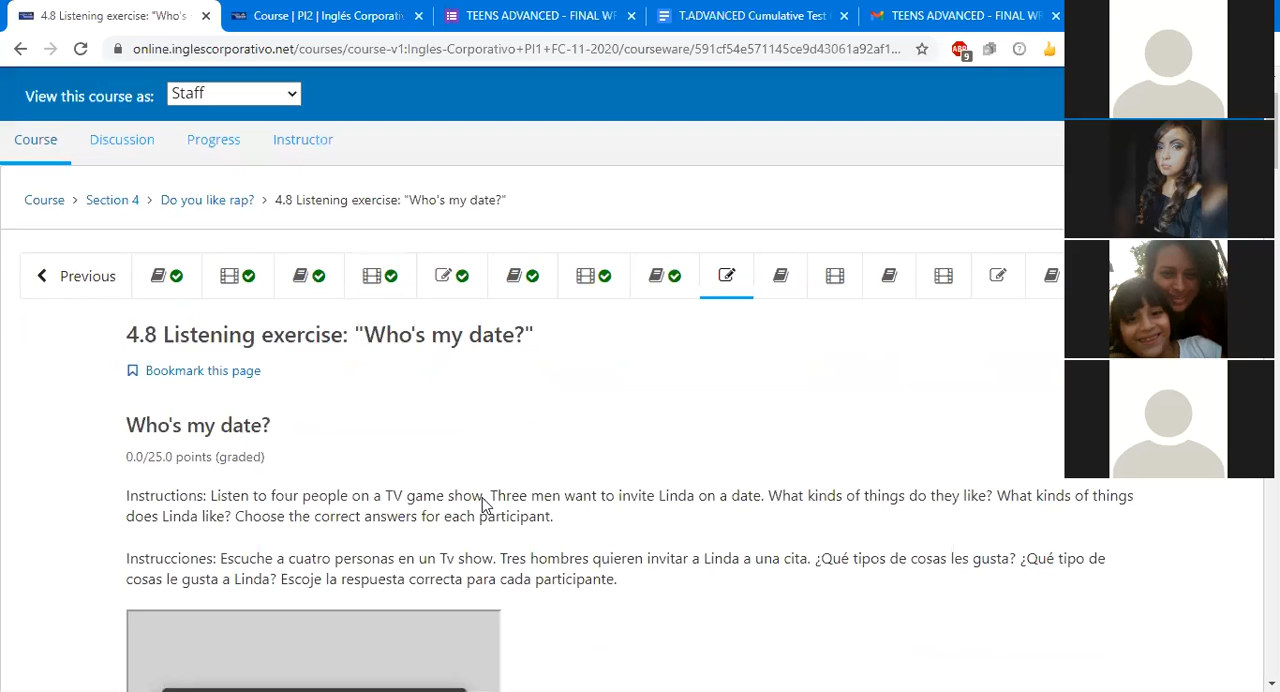 4.8 Listening exercise: "Who's Course | PI2 | Inglés Corporati TEENS ADVANCED - FINAL WR T.ADVANCED Cumulative Test TEENS ADVANCED - FINAL W
online.inglescorporativo.net/courses/course-v1:Ingles-Corporativo+PI1+FC-11-2020/courseware/591cf54e571145ce9d43061a92af1...
9
View this course as: Staff
Course Discussion Progress Instructor
Course > Section 4 > Do you like rap? > 4.8 Listening exercise: "Who's my date?"
Previous
4.8 Listening exercise: "Who's my date?"
Bookmark this page
Who's my date?
0.0/25.0 points (graded)
Instructions: Listen to four people on a TV game show. Three men want to invite Linda on a date. What kinds of things do they like? What kinds of things
does Linda like? Choose the correct answers for each participant.
Instrucciones: Escuche a cuatro personas en un Tv show. Tres hombres quieren invitar a Linda a una cita. ¿Qué tipos de cosas les gusta? ¿Qué tipo de
cosas le gusta a Linda? Escoje la respuesta correcta para cada participante.